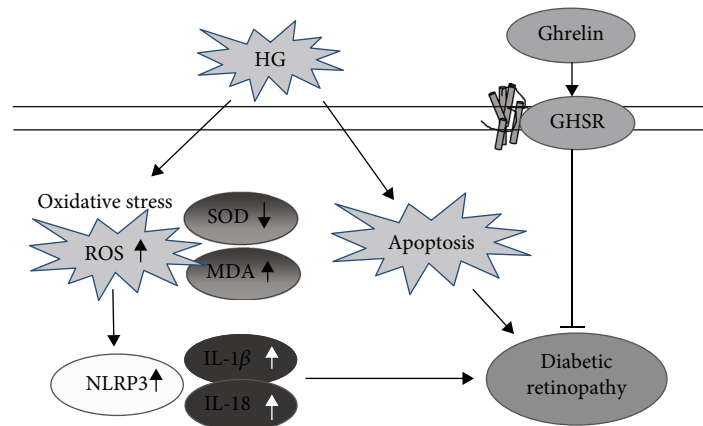 Ghrelin
HG
GHSR
Oxidative stress
SOD ↓
ROS ↑
MDA ↑
Apoptosis
IL-1β ↑
NLRP3 ↑
IL-18 ↑
Diabetic
retinopathy